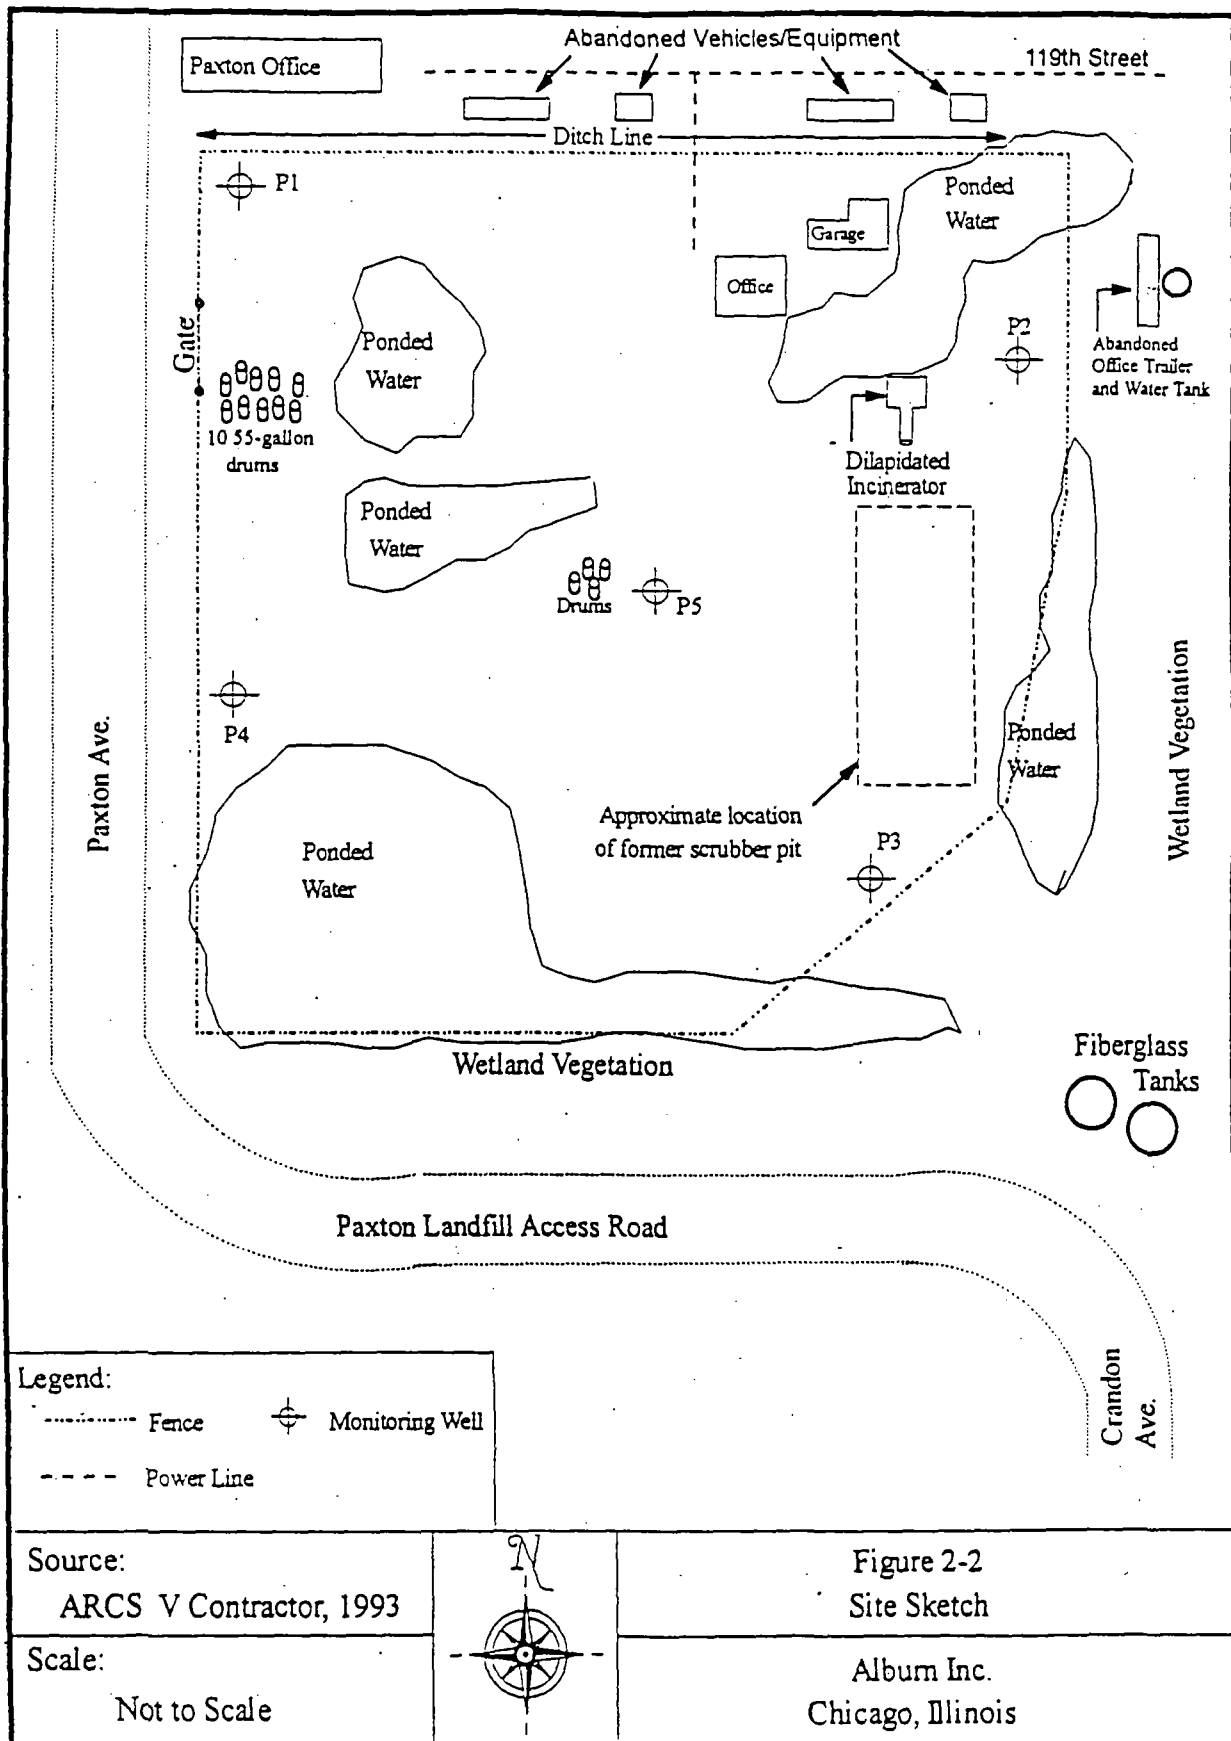 Paxton Office
Abandoned Vehicles/Equipment
119th Street
Ditch Line
P1
Ponded
Water
Garage
Office
Gate
Ponded
Water
P2
Abandoned
Office Trailer
and Water Tank
10 55-gallon
drums
Dilapidated
Incinerator
Ponded
Water
Drums
P5
P4
Paxton Ave.
Wetland Vegetation
Ponded
Water
Approximate location
of former scrubber pit
P3
Ponded
Water
Wetland Vegetation
Fiberglass
Tanks
Paxton Landfill Access Road
Crandon
Ave.
Legend:
Fence
Monitoring Well
Power Line
Source:
ARCS V Contractor, 1993
N
Figure 2-2
Site Sketch
Scale:
Not to Scale
Album Inc.
Chicago, Illinois